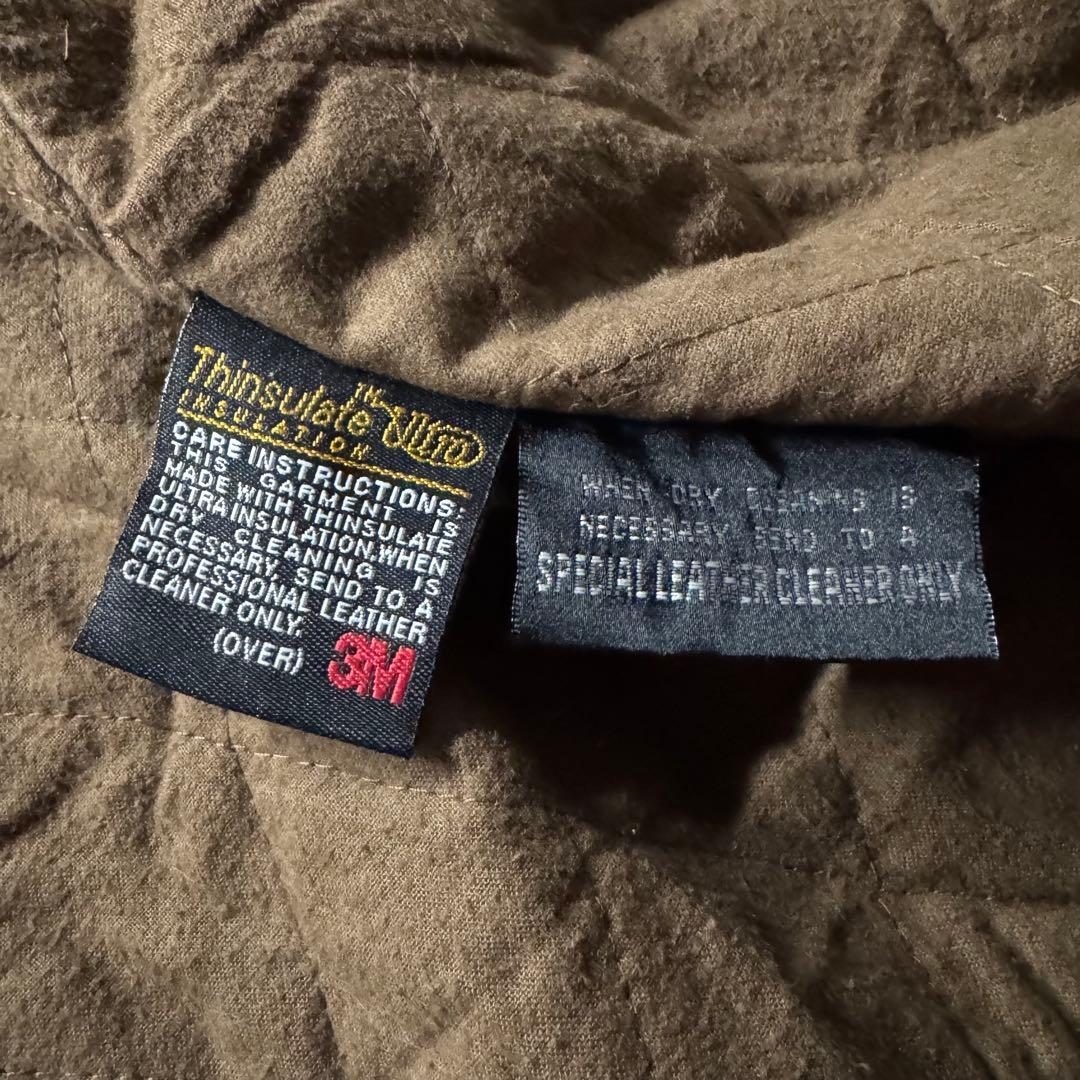 Thinsulate™ Ultra
INSULATION
CARE INSTRUCTIONS:
THIS GARMENT IS
MADE WITH THINSULATE
ULTRA INSULATION.WHEN
DRY CLEANING IS
NECESSARY, SEND TO A
PROFESSIONAL LEATHER
CLEANER ONLY.
(OVER)
3M
WHEN DRY CLEANING IS
NECESSARY SEND TO A
SPECIAL LEATHER CLEANER ONLY